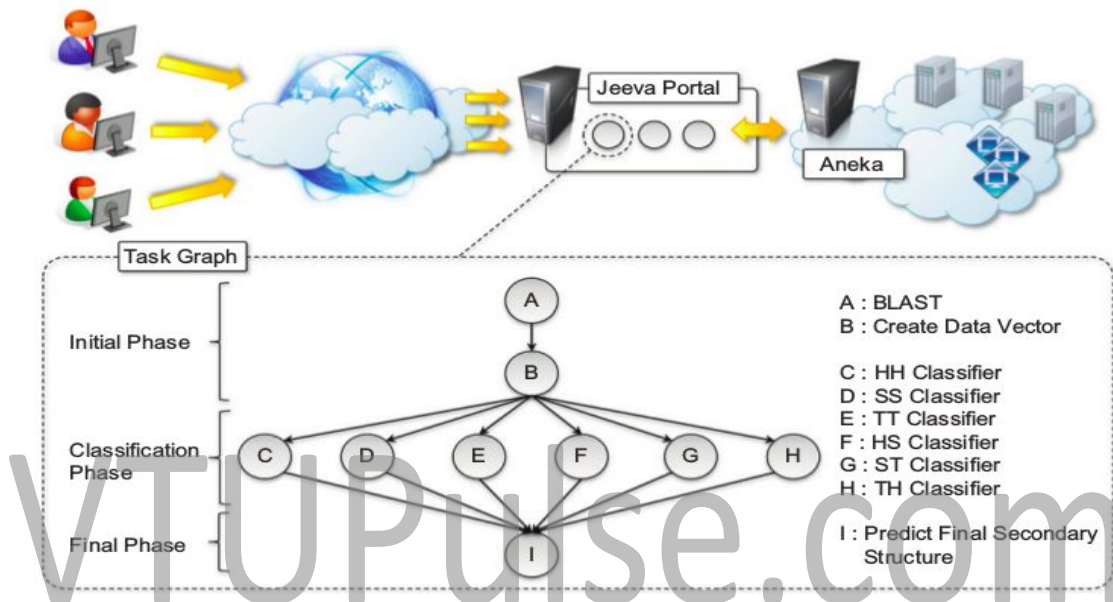 Jeeva Portal
Aneka
Task Graph
Initial Phase
Classification
Phase
Final Phase
A
B
C
D
E
F
G
H
I
A : BLAST
B : Create Data Vector
C : HH Classifier
D : SS Classifier
E : TT Classifier
F : HS Classifier
G : ST Classifier
H : TH Classifier
I : Predict Final Secondary
Structure
VTUPulse.com